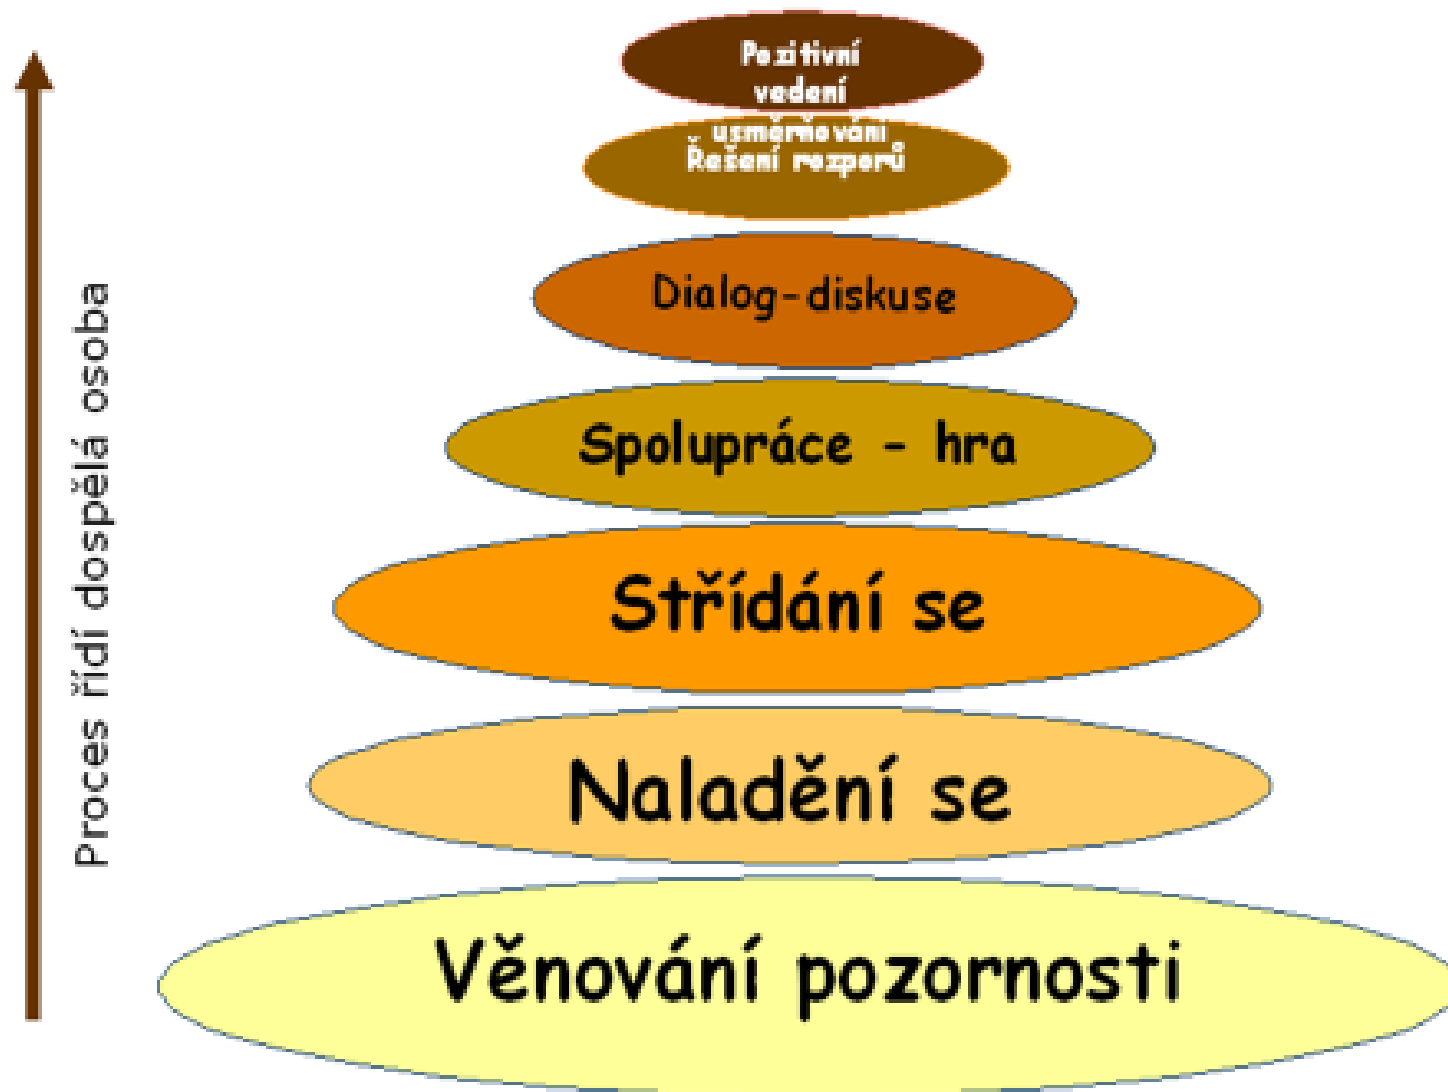 Pozitivní
vedení
usměrňování
Řešení rozporů
Dialog-diskuse
Spolupráce - hra
Střídání se
Naladění se
Věnování pozornosti
Proces řídí dospělá osoba